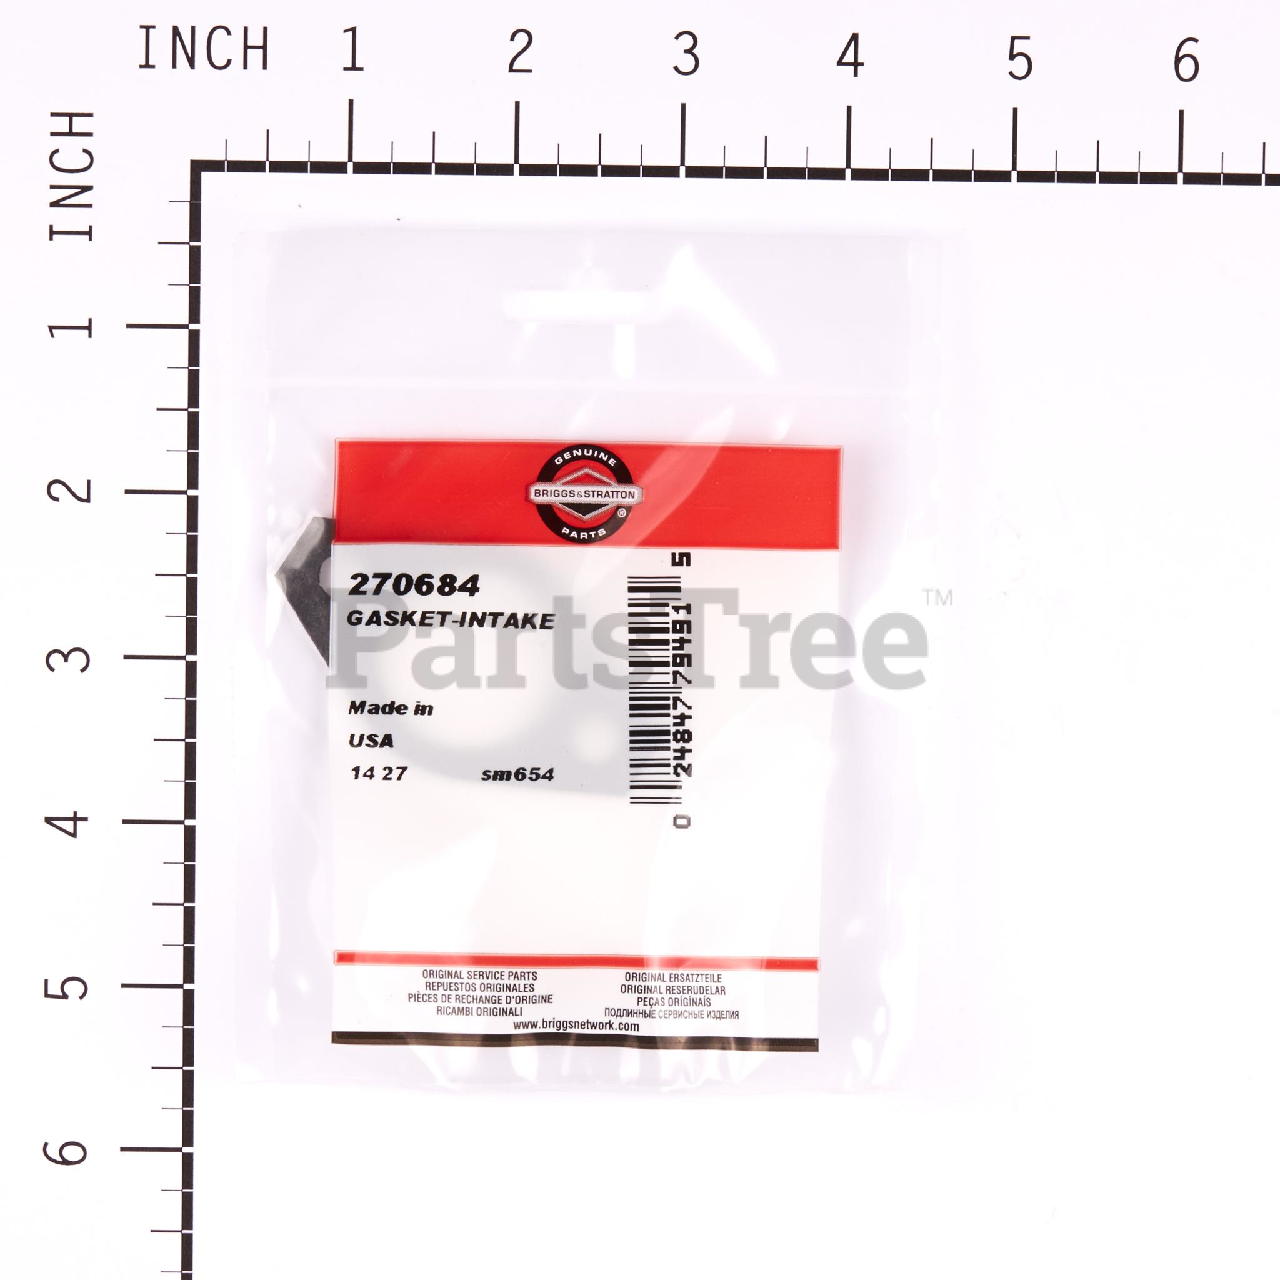 INCH 1 2 3 4 5 6
INCH 1 2 3 4 5 6
GENUINE
BRIGGS & STRATTON
®
PARTS
270684
GASKET-INTAKE
PartsTree™
Made in
USA
14 27 sm654
0 24847 79491 5
ORIGINAL SERVICE PARTS
REPUESTOS ORIGINALES
PIÈCES DE RECHANGE D'ORIGINE
RICAMBI ORIGINALI
ORIGINAL ERSATZTEILE
ORIGINAL RESERUDELAR
PEÇAS ORIGINAIS
ПОДЛИННЫЕ СЕРВИСНЫЕ ИЗДЕЛИЯ
www.briggsnetwork.com